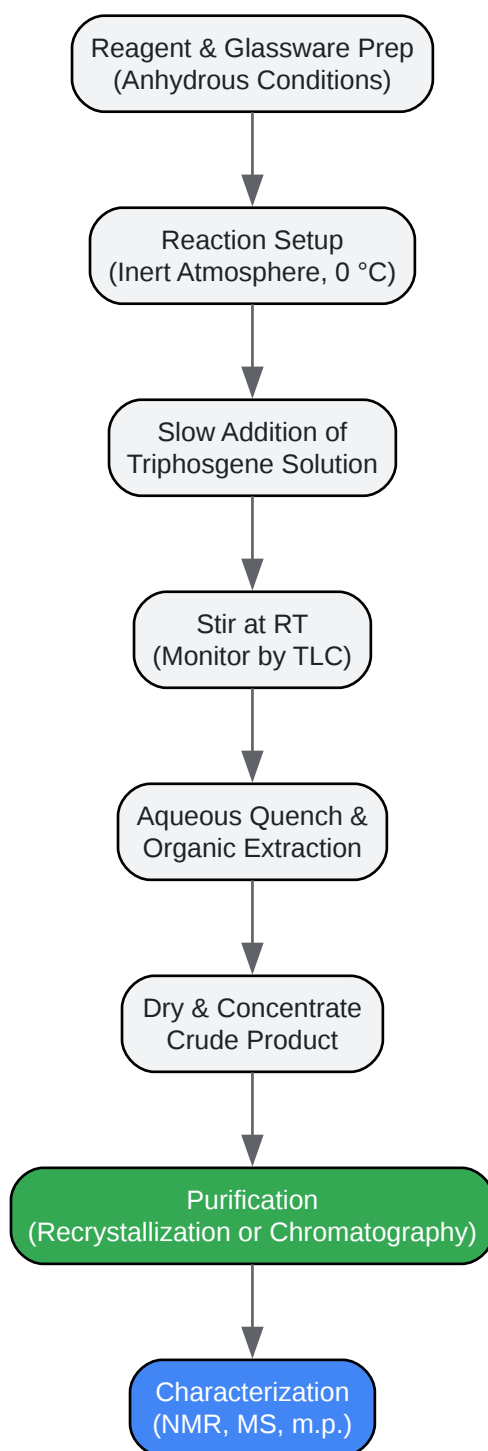 Reagent & Glassware Prep
(Anhydrous Conditions)
Reaction Setup
(Inert Atmosphere, 0 °C)
Slow Addition of
Triphosgene Solution
Stir at RT
(Monitor by TLC)
Aqueous Quench &
Organic Extraction
Dry & Concentrate
Crude Product
Purification
(Recrystallization or Chromatography)
Characterization
(NMR, MS, m.p.)